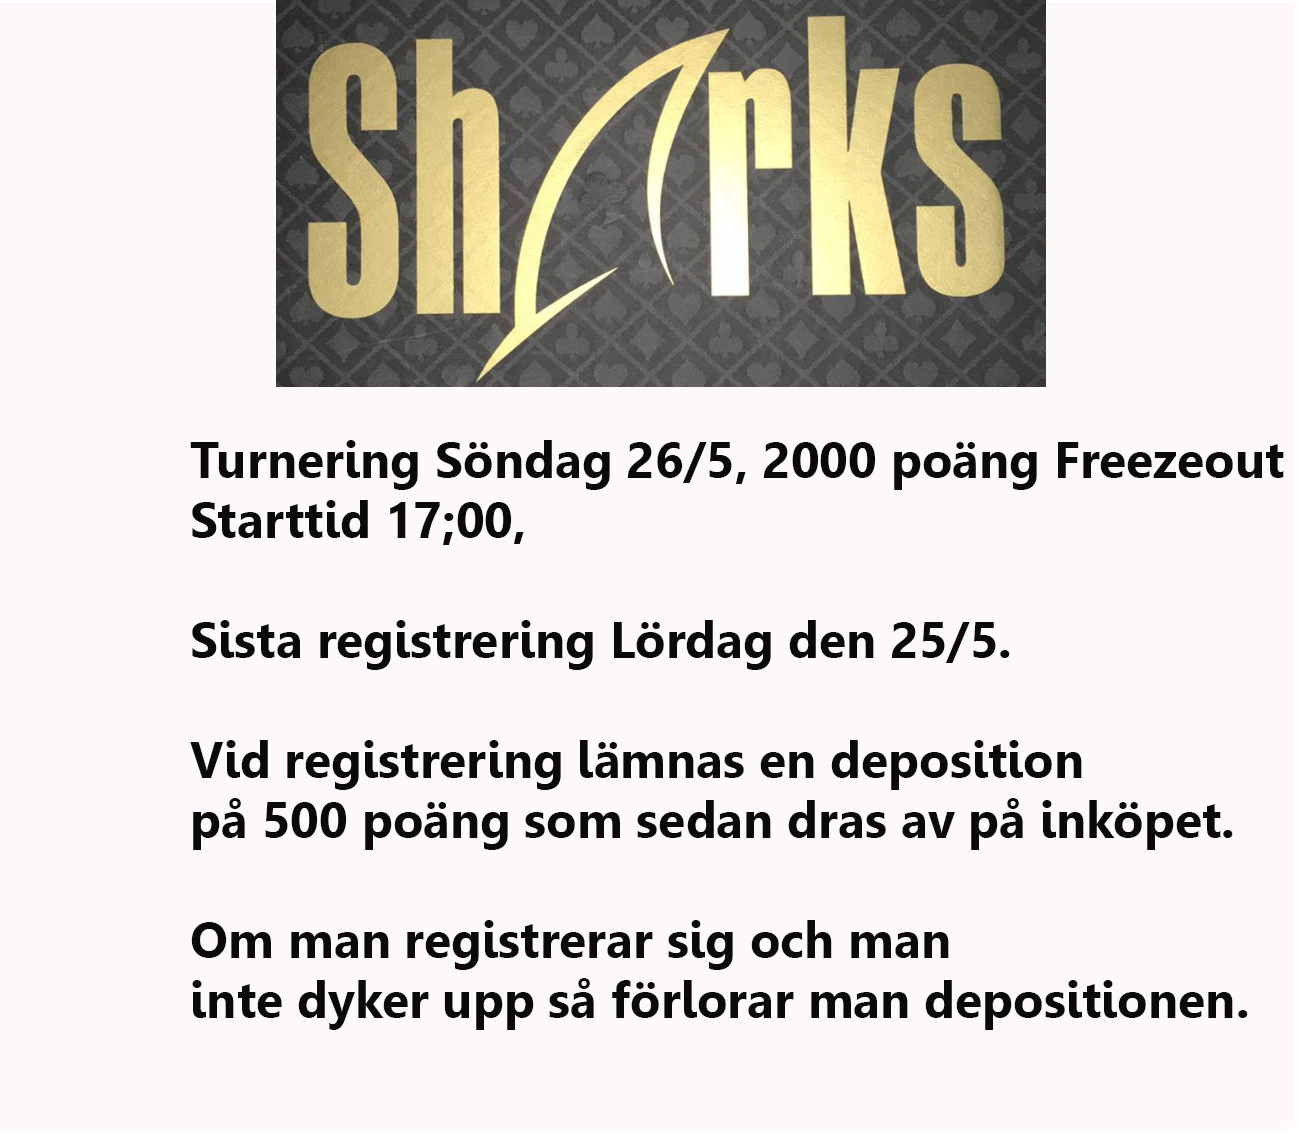 Sharks
Turnering Söndag 26/5, 2000 poäng Freezeout
Starttid 17;00,
Sista registrering Lördag den 25/5.
Vid registrering lämnas en deposition
på 500 poäng som sedan dras av på inköpet.
Om man registrerar sig och man
inte dyker upp så förlorar man depositionen.